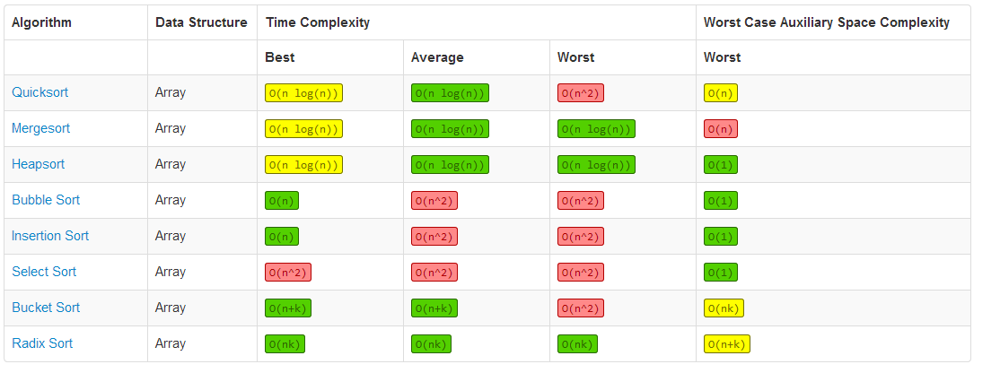 Algorithm Data Structure Time Complexity Worst Case Auxiliary Space Complexity
Best Average Worst Worst
Quicksort Array O(n log(n)) O(n log(n)) O(n^2) O(n)
Mergesort Array O(n log(n)) O(n log(n)) O(n log(n)) O(n)
Heapsort Array O(n log(n)) O(n log(n)) O(n log(n)) O(1)
Bubble Sort Array O(n) O(n^2) O(n^2) O(1)
Insertion Sort Array O(n) O(n^2) O(n^2) O(1)
Select Sort Array O(n^2) O(n^2) O(n^2) O(1)
Bucket Sort Array O(n+k) O(n+k) O(n^2) O(nk)
Radix Sort Array O(nk) O(nk) O(nk) O(n+k)